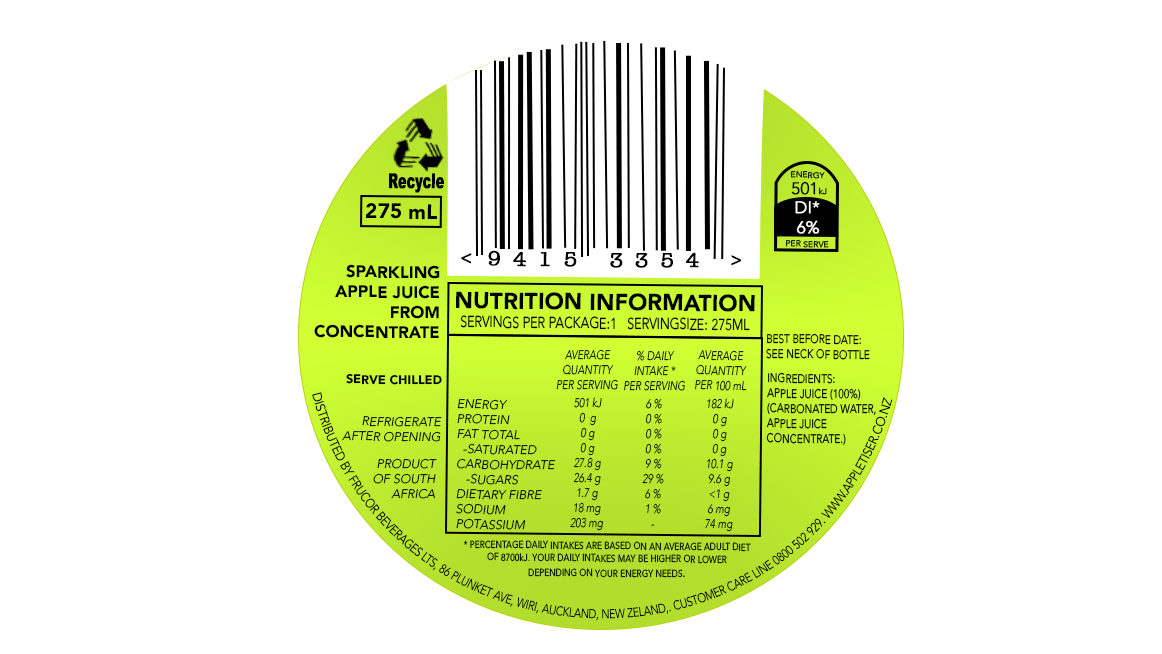 Recycle
275 mL
SPARKLING
APPLE JUICE
FROM
CONCENTRATE
SERVE CHILLED
REFRIGERATE
AFTER OPENING
PRODUCT
OF SOUTH
AFRICA
< 9415 3354 >
NUTRITION INFORMATION
SERVINGS PER PACKAGE:1 SERVINGSIZE: 275ML
AVERAGE % DAILY AVERAGE
QUANTITY INTAKE * QUANTITY
PER SERVING PER SERVING PER 100 mL
ENERGY 501 kJ 6 % 182 kJ
PROTEIN 0 g 0 % 0 g
FAT TOTAL 0 g 0 % 0 g
-SATURATED 0 g 0 % 0 g
CARBOHYDRATE 27.8 g 9 % 10.1 g
-SUGARS 26.4 g 29 % 9.6 g
DIETARY FIBRE 1.7 g 6 % <1 g
SODIUM 18 mg 1 % 6 mg
POTASSIUM 203 mg - 74 mg
* PERCENTAGE DAILY INTAKES ARE BASED ON AN AVERAGE ADULT DIET
OF 8700kJ. YOUR DAILY INTAKES MAY BE HIGHER OR LOWER
DEPENDING ON YOUR ENERGY NEEDS.
ENERGY
501 kJ
DI*
6%
PER SERVE
BEST BEFORE DATE:
SEE NECK OF BOTTLE
INGREDIENTS:
APPLE JUICE (100%)
(CARBONATED WATER,
APPLE JUICE
CONCENTRATE.)
DISTRIBUTED BY FRUCOR BEVERAGES LTS, 86 PLUNKET AVE, WIRI, AUCKLAND, NEW ZELAND,. CUSTOMER CARE LINE 0800 502 929. WWW.APPLETISER.CO.NZ